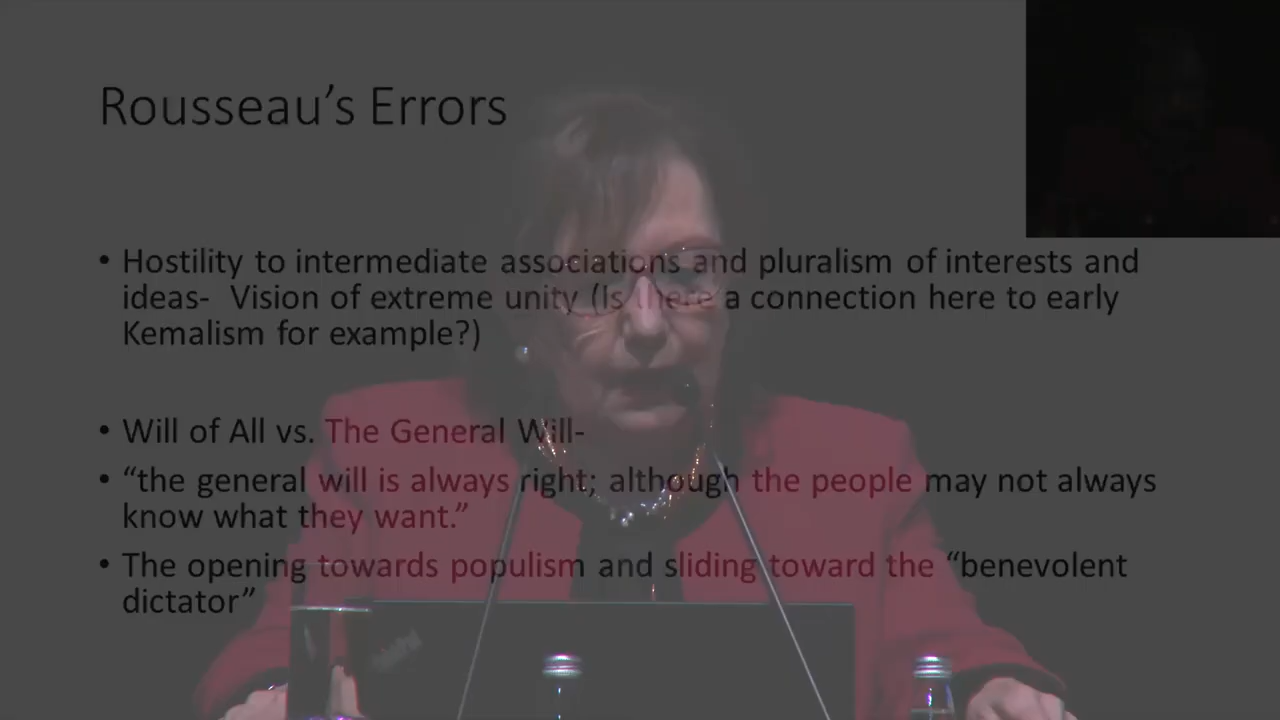 Rousseau's Errors
• Hostility to intermediate associations and pluralism of interests and
ideas-  Vision of extreme unity (Is there a connection here to early
Kemalism for example?)
• Will of All vs. The General Will-
• “the general will is always right; although the people may not always
know what they want.”
• The opening towards populism and sliding toward the “benevolent
dictator”